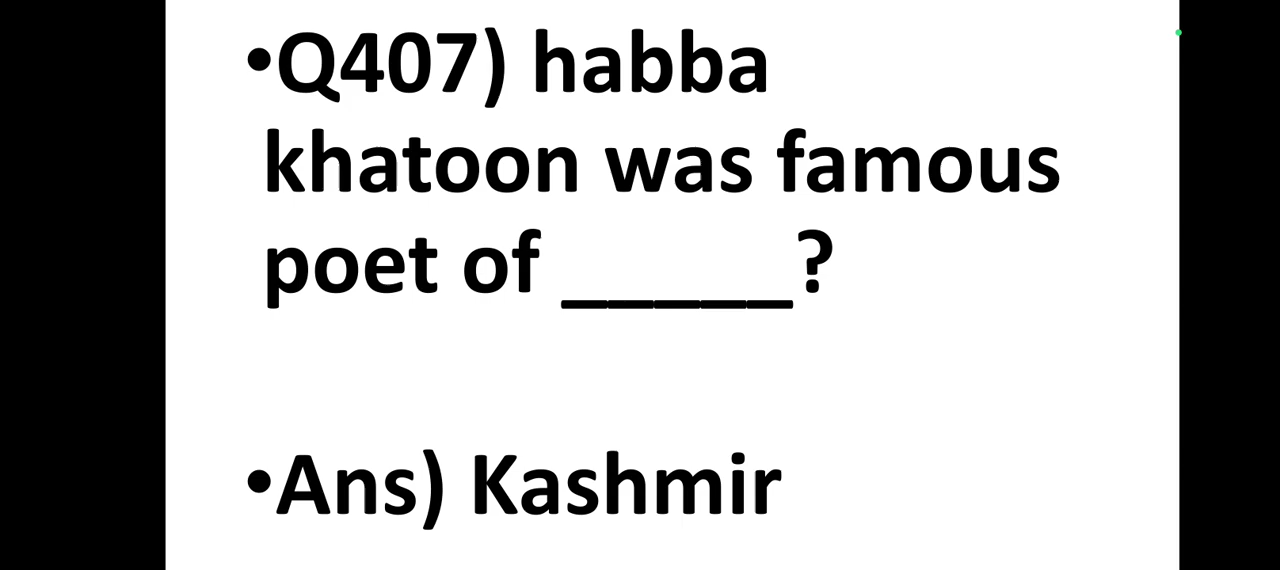 •Q407) habba
khatoon was famous
poet of _____?
•Ans) Kashmir